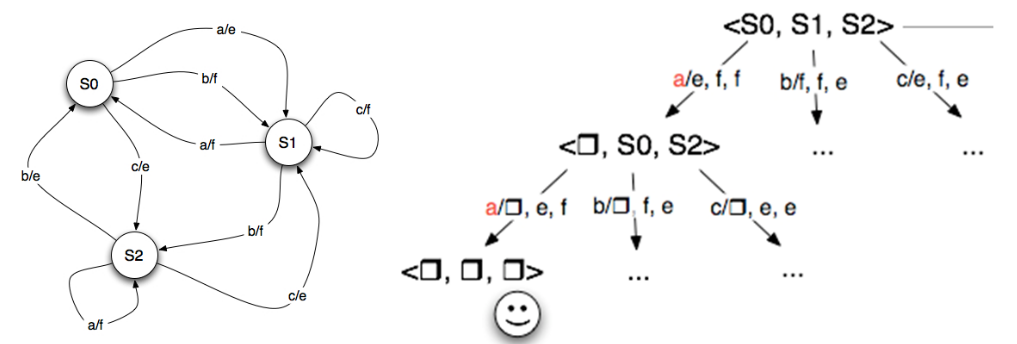 a/e
S0
b/f
c/f
a/f
S1
c/e
b/e
b/f
S2
c/e
a/f
<S0, S1, S2>
a/e, f, f b/f, f, e c/e, f, e
<❒, S0, S2> ... ...
a/❒, e, f b/❒, f, e c/❒, e, e
<❒, ❒, ❒> ... ...